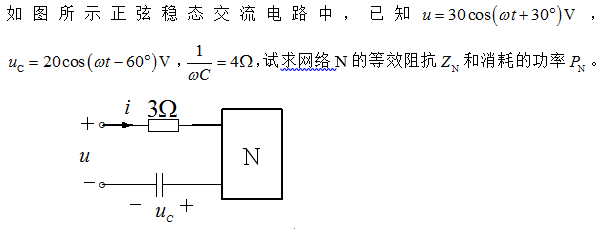 如图所示正弦稳态交流电路中，已知 u = 30cos(ωt+30°)V ，
u_C = 20cos(ωt−60°)V ， 1/ωC = 4Ω ，试求网络 N 的等效阻抗 Z_N 和消耗的功率 P_N 。
i 3Ω
+
u
N
−
− u_C +